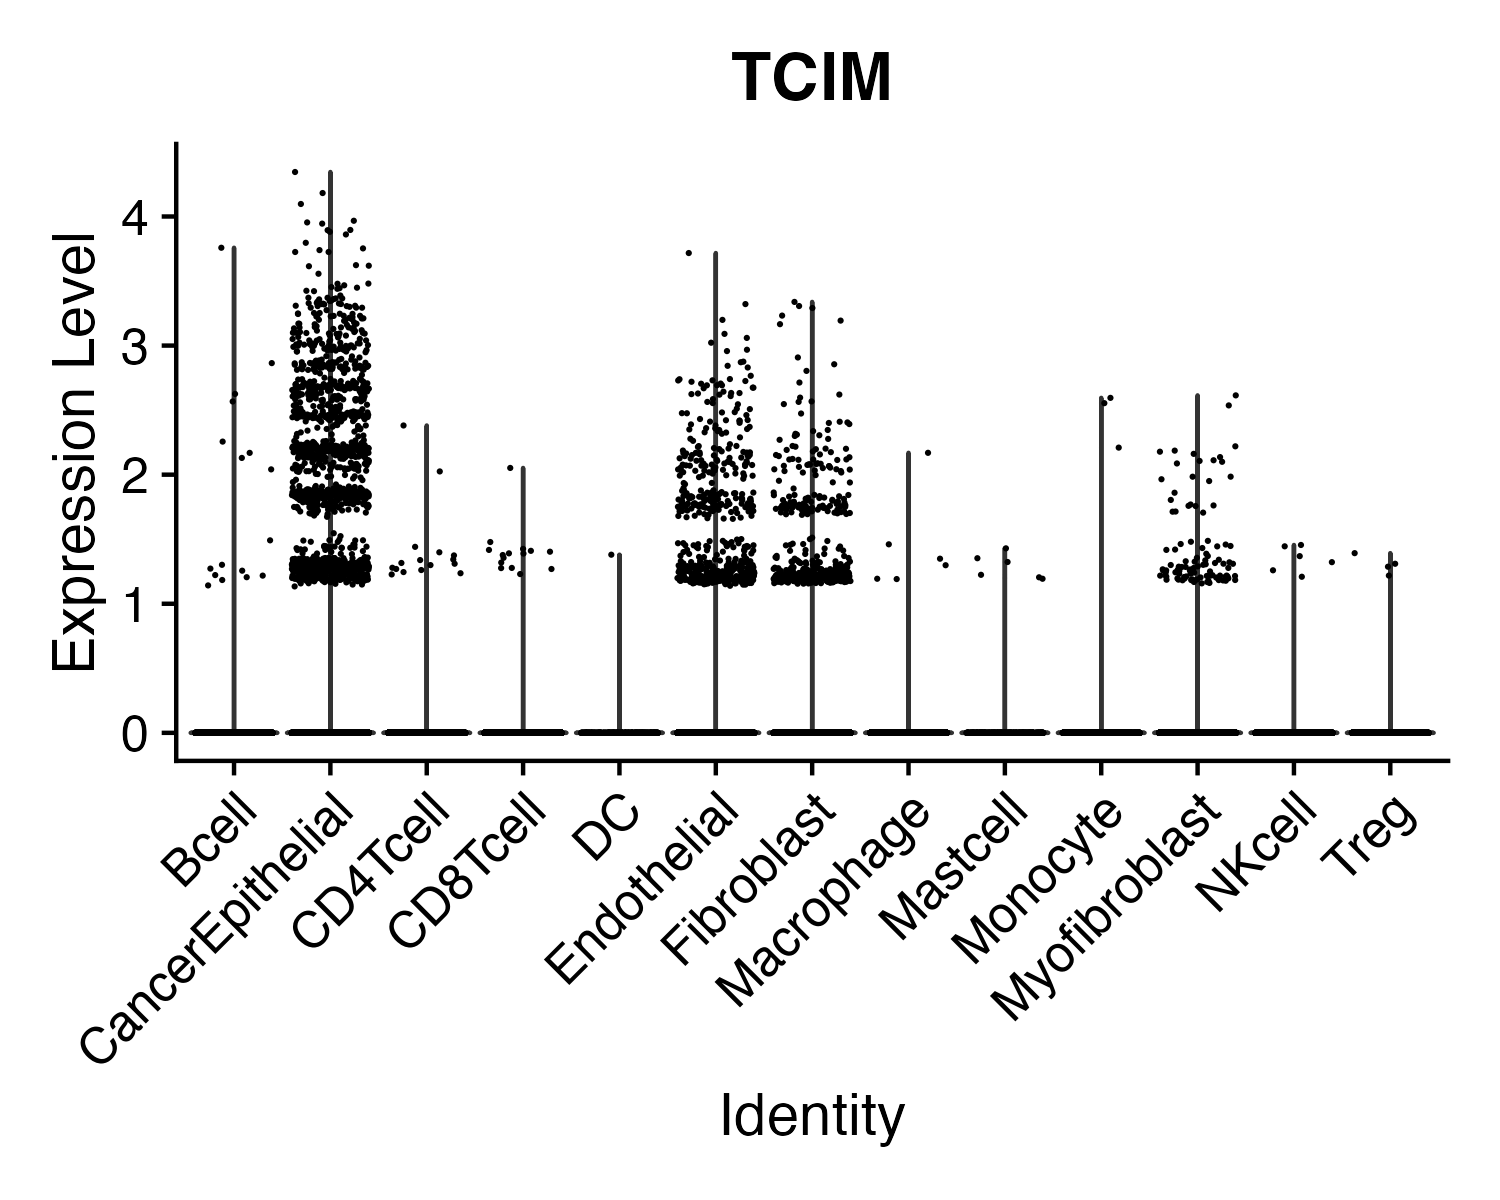 TCIM
Expression Level
4
3
2
1
0
Bcell
CancerEpithelial
CD4Tcell
CD8Tcell
DC
Endothelial
Fibroblast
Macrophage
Mastcell
Monocyte
Myofibroblast
NKcell
Treg
Identity